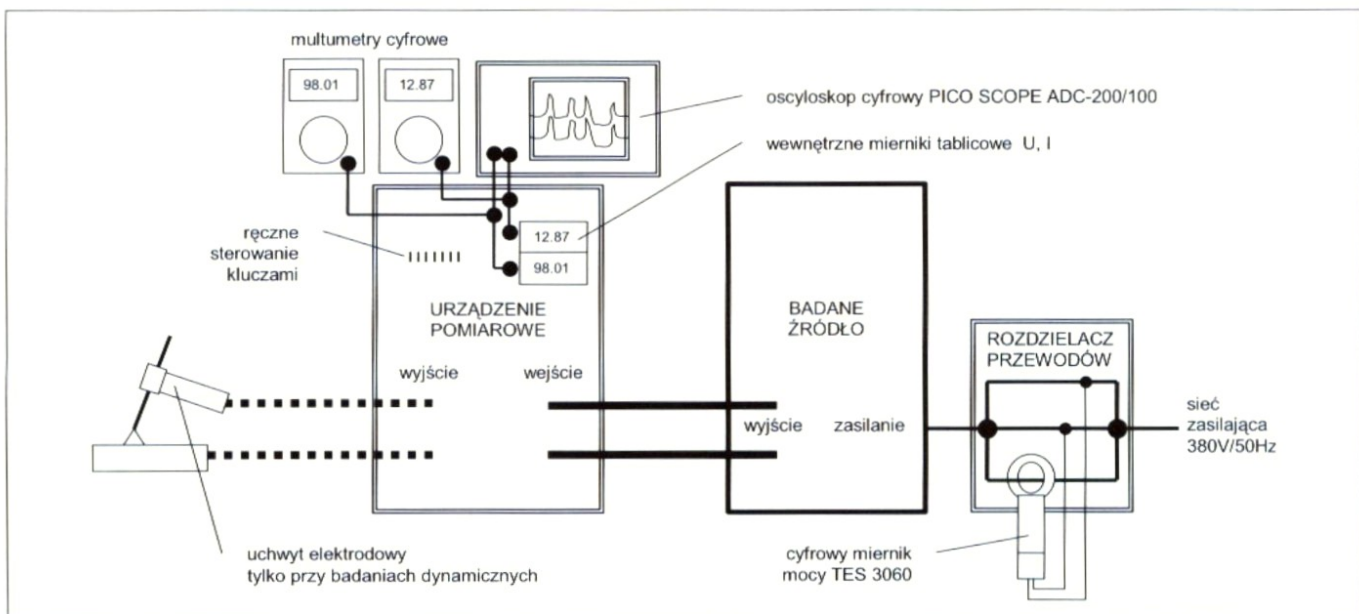 multumetry cyfrowe
98.01
12.87
oscyloskop cyfrowy PICO SCOPE ADC-200/100
wewnętrzne mierniki tablicowe U, I
ręczne
sterowanie
kluczami
12.87
98.01
URZĄDZENIE
POMIAROWE
wyjście
wejście
BADANE
ŹRÓDŁO
wyjście
zasilanie
ROZDZIELACZ
PRZEWODÓW
sieć
zasilająca
380V/50Hz
uchwyt elektrodowy
tylko przy badaniach dynamicznych
cyfrowy miernik
mocy TES 3060